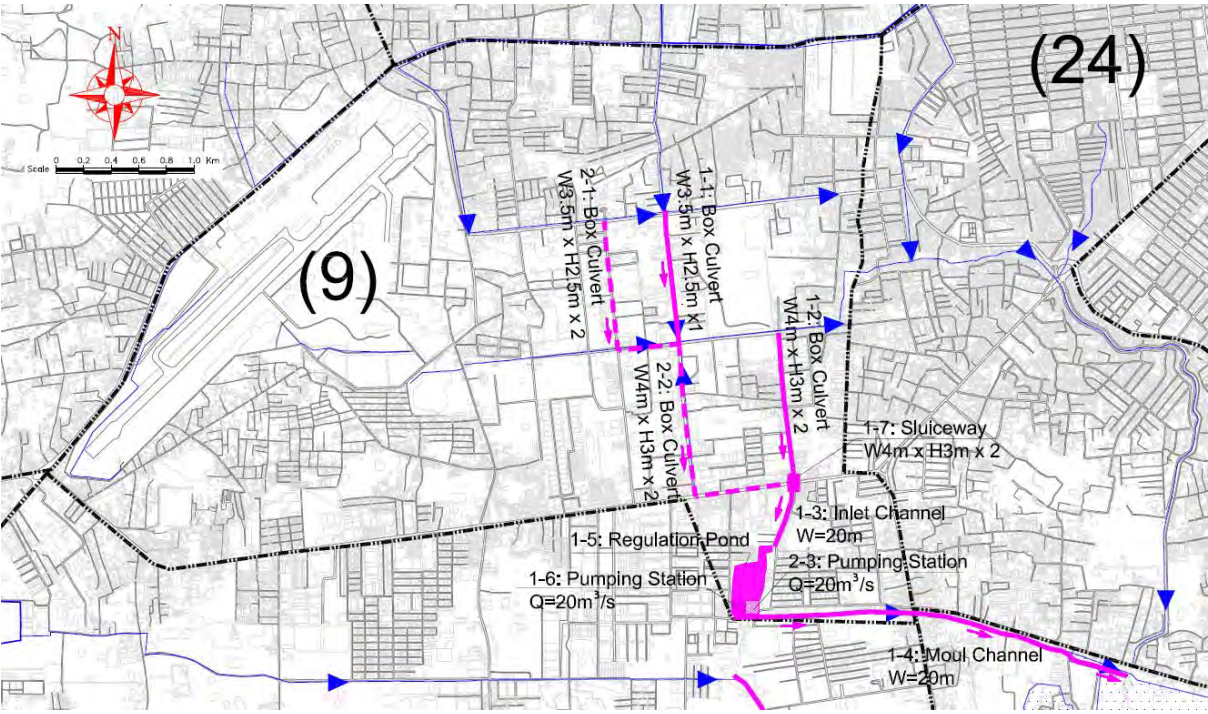 N
(24)
Scale 0 0.2 0.4 0.6 0.8 1.0 Km
2-1: Box Culvert
W3.5m x H2.5m x 2
1-1: Box Culvert
W3.5m x H2.5m x1
(9)
1-2: Box Culvert
W4m x H3m x 2
2-2: Box Culvert
W4m x H3m x 2
1-7: Sluiceway
W4m x H3m x 2
1-3: Inlet Channel
W=20m
1-5: Regulation Pond
2-3: Pumping Station
Q=20m³/s
1-6: Pumping Station
Q=20m³/s
1-4: Moul Channel
W=20m